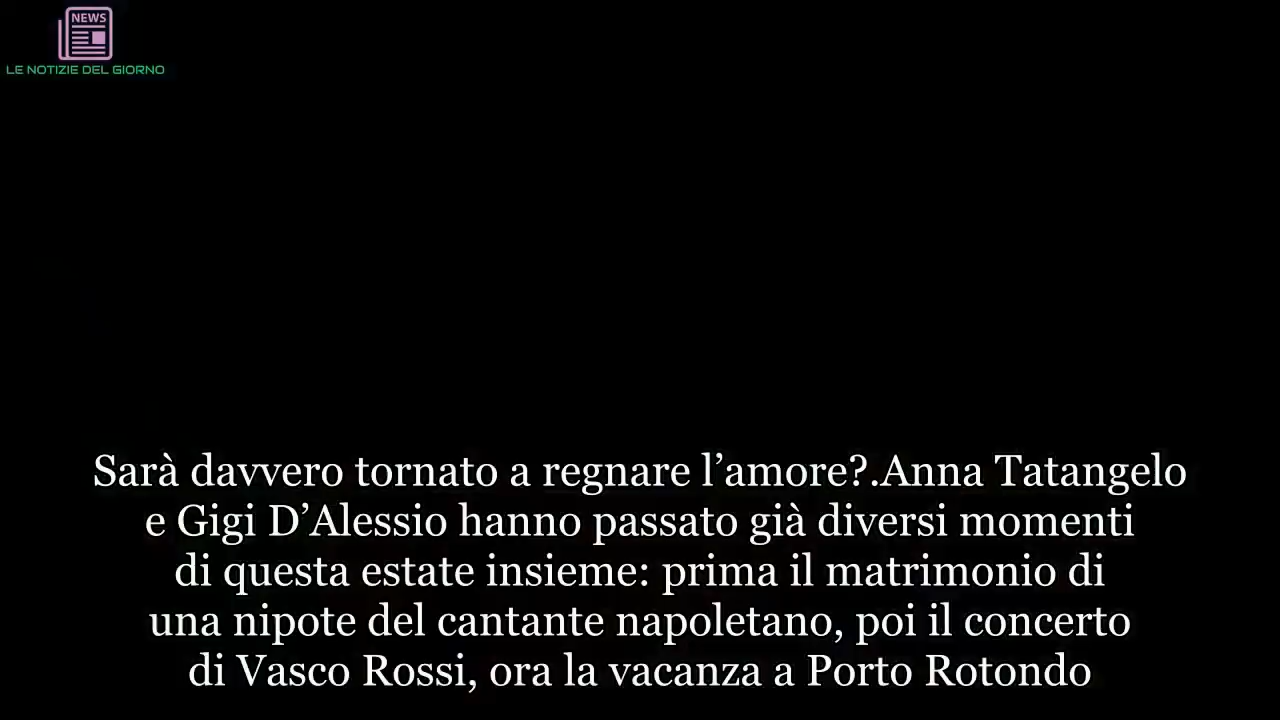 NEWS
LE NOTIZIE DEL GIORNO
Sarà davvero tornato a regnare l’amore?.Anna Tatangelo
e Gigi D’Alessio hanno passato già diversi momenti
di questa estate insieme: prima il matrimonio di
una nipote del cantante napoletano, poi il concerto
di Vasco Rossi, ora la vacanza a Porto Rotondo